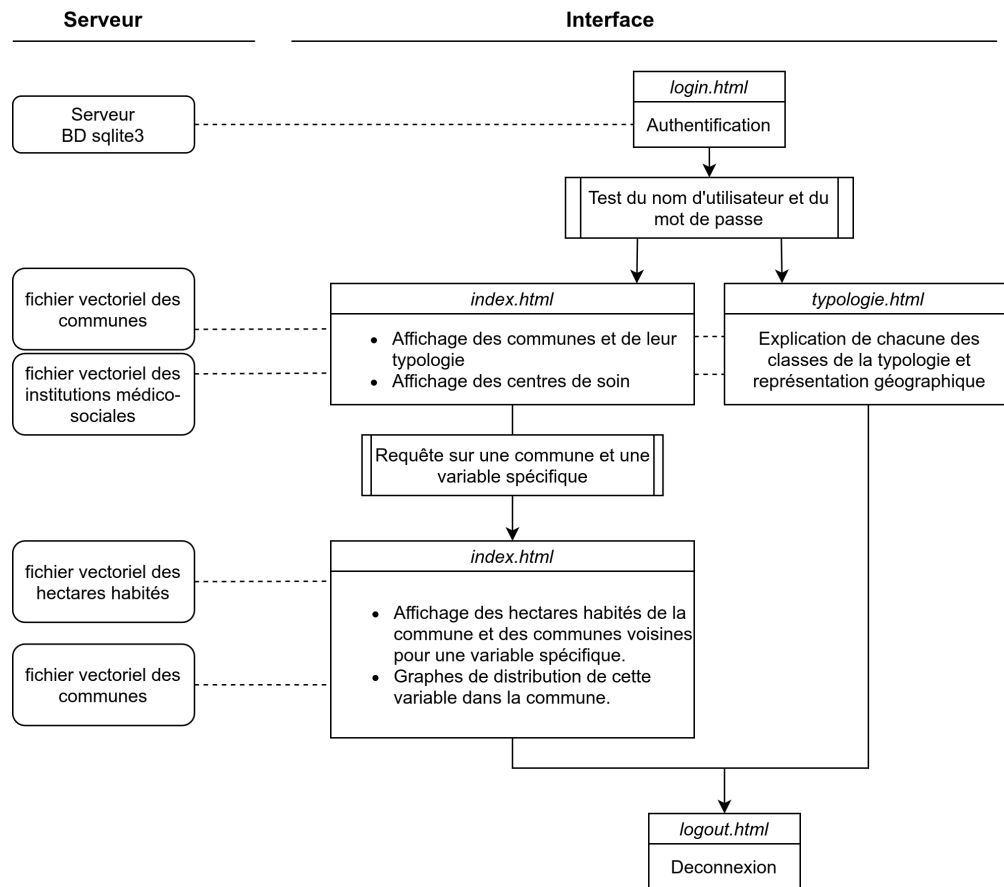 Serveur
Interface
login.html
Serveur
BD sqlite3
Authentification
Test du nom d'utilisateur et du
mot de passe
fichier vectoriel des
communes
index.html
typologie.html
• Affichage des communes et de leur
typologie
• Affichage des centres de soin
Explication de chacune des
classes de la typologie et
représentation géographique
fichier vectoriel des
institutions médico-
sociales
Requête sur une commune et une
variable spécifique
fichier vectoriel des
hectares habités
index.html
• Affichage des hectares habités de la
commune et des communes voisines
pour une variable spécifique.
• Graphes de distribution de cette
variable dans la commune.
fichier vectoriel des
communes
logout.html
Deconnexion